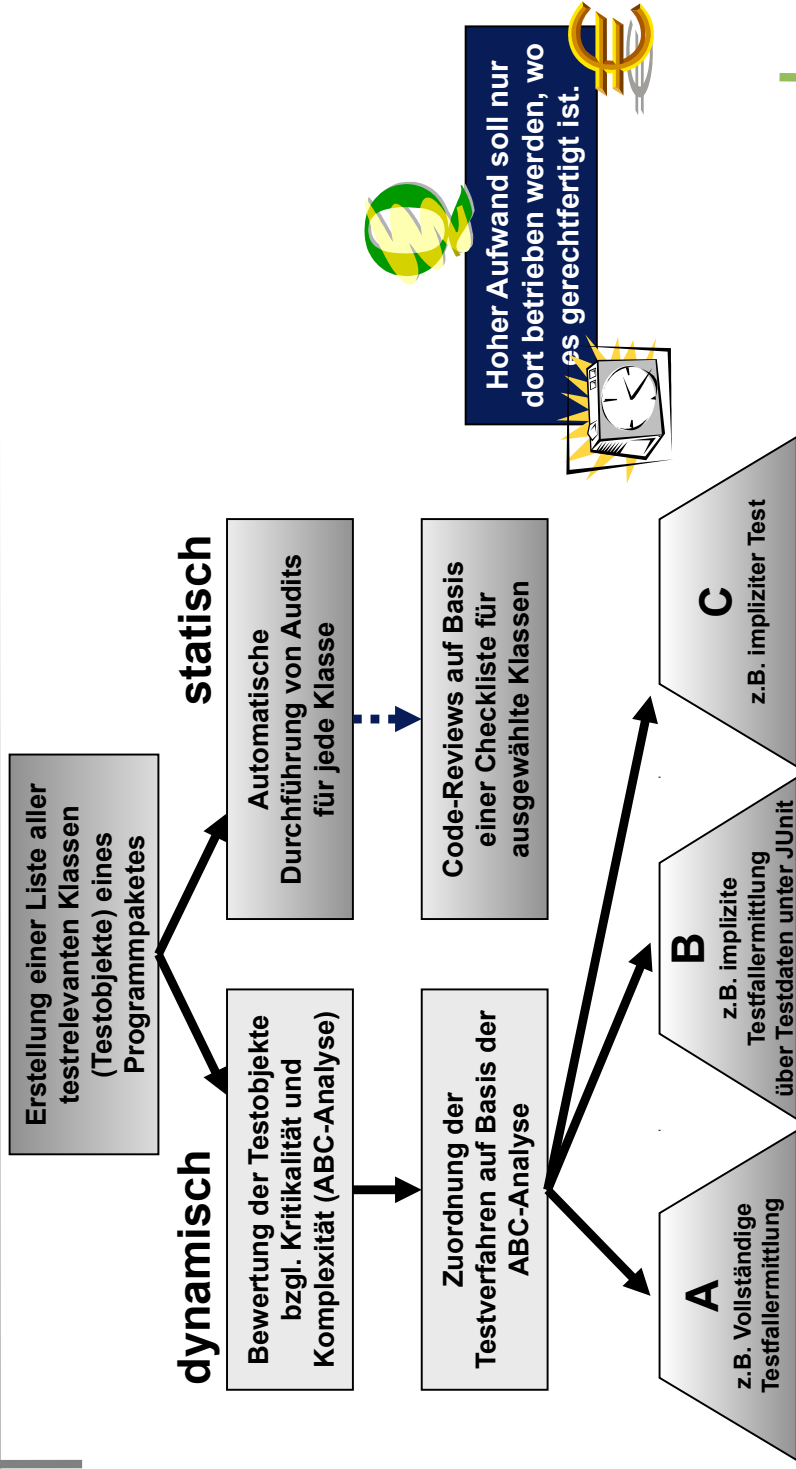 Erstellung einer Liste aller
testrelevanten Klassen
(Testobjekte) eines
Programmpaketes
dynamisch
statisch
Bewertung der Testobjekte
bzgl. Kritikalität und
Komplexität (ABC-Analyse)
Automatische
Durchführung von Audits
für jede Klasse
Zuordnung der
Testverfahren auf Basis der
ABC-Analyse
Code-Reviews auf Basis
einer Checkliste für
ausgewählte Klassen
Hoher Aufwand soll nur
dort betrieben werden, wo
es gerechtfertigt ist.
A
z.B. Vollständige
Testfallermittlung
B
z.B. implizite
Testfallermittlung
über Testdaten unter JUnit
C
z.B. impliziter Test